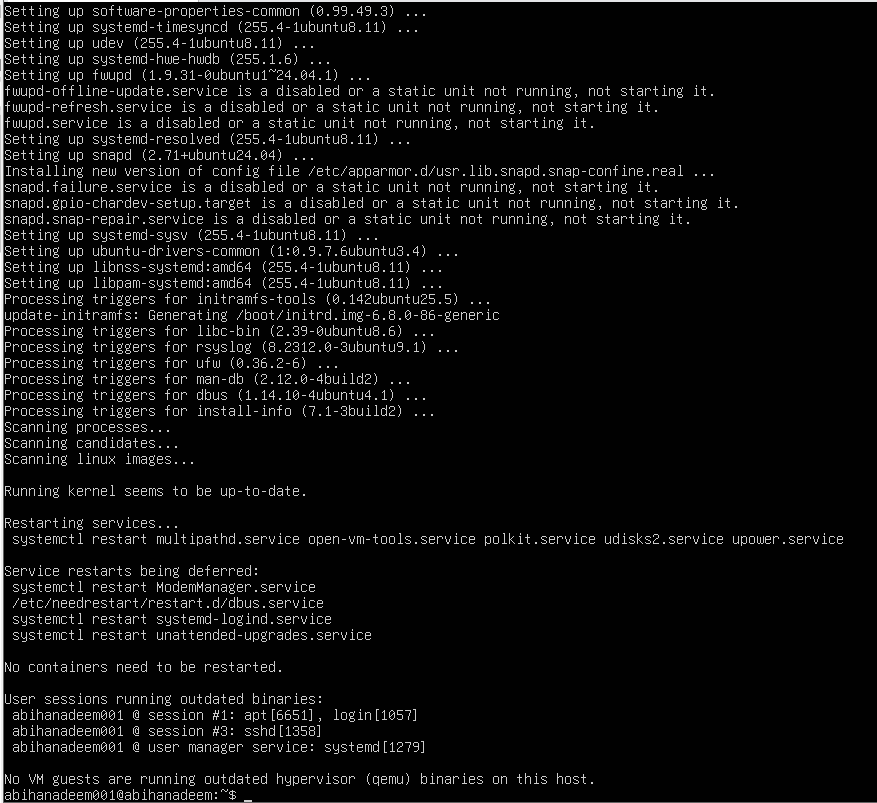 Setting up software-properties-common (0.99.49.3) ...
Setting up systemd-timesyncd (255.4-1ubuntu8.11) ...
Setting up udev (255.4-1ubuntu8.11) ...
Setting up systemd-hwe-hwdb (255.1.6) ...
Setting up fwupd (1.9.31-0ubuntu1~24.04.1) ...
fwupd-offline-update.service is a disabled or a static unit not running, not starting it.
fwupd-refresh.service is a disabled or a static unit not running, not starting it.
fwupd.service is a disabled or a static unit not running, not starting it.
Setting up systemd-resolved (255.4-1ubuntu8.11) ...
Setting up snapd (2.71+ubuntu24.04) ...
Installing new version of config file /etc/apparmor.d/usr.lib.snapd.snap-confine.real ...
snapd.failure.service is a disabled or a static unit not running, not starting it.
snapd.gpio-chardev-setup.target is a disabled or a static unit not running, not starting it.
snapd.snap-repair.service is a disabled or a static unit not running, not starting it.
Setting up systemd-sysv (255.4-1ubuntu8.11) ...
Setting up ubuntu-drivers-common (1:0.9.7.6ubuntu3.4) ...
Setting up libnss-systemd:amd64 (255.4-1ubuntu8.11) ...
Setting up libpam-systemd:amd64 (255.4-1ubuntu8.11) ...
Processing triggers for initramfs-tools (0.142ubuntu25.5) ...
update-initramfs: Generating /boot/initrd.img-6.8.0-86-generic
Processing triggers for libc-bin (2.39-0ubuntu8.6) ...
Processing triggers for rsyslog (8.2312.0-3ubuntu9.1) ...
Processing triggers for ufw (0.36.2-6) ...
Processing triggers for man-db (2.12.0-4build2) ...
Processing triggers for dbus (1.14.10-4ubuntu4.1) ...
Processing triggers for install-info (7.1-3build2) ...
Scanning processes...
Scanning candidates...
Scanning linux images...
Running kernel seems to be up-to-date.
Restarting services...
systemctl restart multipathd.service open-vm-tools.service polkit.service udisks2.service upower.service
Service restarts being deferred:
systemctl restart ModemManager.service
/etc/needrestart/restart.d/dbus.service
systemctl restart systemd-logind.service
systemctl restart unattended-upgrades.service
No containers need to be restarted.
User sessions running outdated binaries:
abihanadeem001 @ session #1: apt[6651], login[1057]
abihanadeem001 @ session #3: sshd[1358]
abihanadeem001 @ user manager service: systemd[1279]
No VM guests are running outdated hypervisor (qemu) binaries on this host.
abihanadeem001@abihanadeem:~$ _